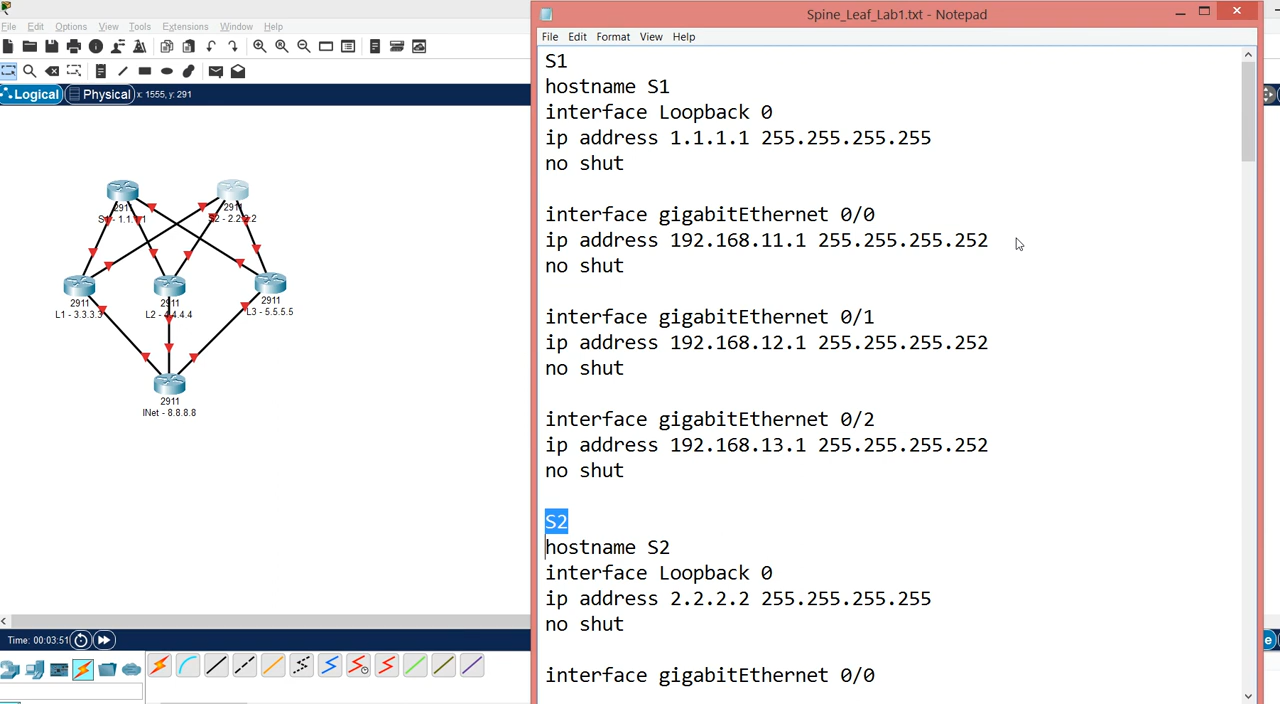 File Edit Options View Tools Extensions Window Help
Logical Physical x: 1555, y: 291
2911
2911
L1 - 3.3.3.3
2911
2911
L3 - 5.5.5.5
2911
INet - 8.8.8.8
Time: 00:03:51
Spine_Leaf_Lab1.txt - Notepad
File Edit Format View Help
S1
hostname S1
interface Loopback 0
ip address 1.1.1.1 255.255.255.255
no shut
interface gigabitEthernet 0/0
ip address 192.168.11.1 255.255.255.252
no shut
interface gigabitEthernet 0/1
ip address 192.168.12.1 255.255.255.252
no shut
interface gigabitEthernet 0/2
ip address 192.168.13.1 255.255.255.252
no shut
S2
hostname S2
interface Loopback 0
ip address 2.2.2.2 255.255.255.255
no shut
interface gigabitEthernet 0/0